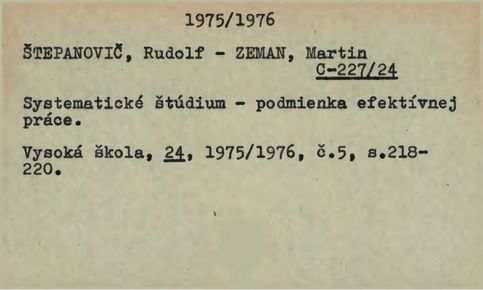 1975/1976
ŠTEPANOVIČ, Rudolf - ZEMAN, Martin
C-227/24
Systematické štúdium - podmienka efektívnej
práce.
Vysoká škola, 24, 1975/1976, č.5, s.218-
220.